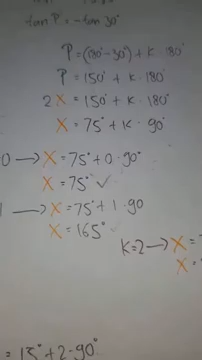 tan P = -tan 30°
P = (180° - 30°) + k · 180°
P = 150° + k · 180°
2X = 150° + k · 180°
X = 75° + k · 90°
0 → X = 75° + 0 · 90°
X = 75° ✓
1 → X = 75° + 1 · 90
X = 165°
K=2 → X =
X =
= 15° + 2 · 90°